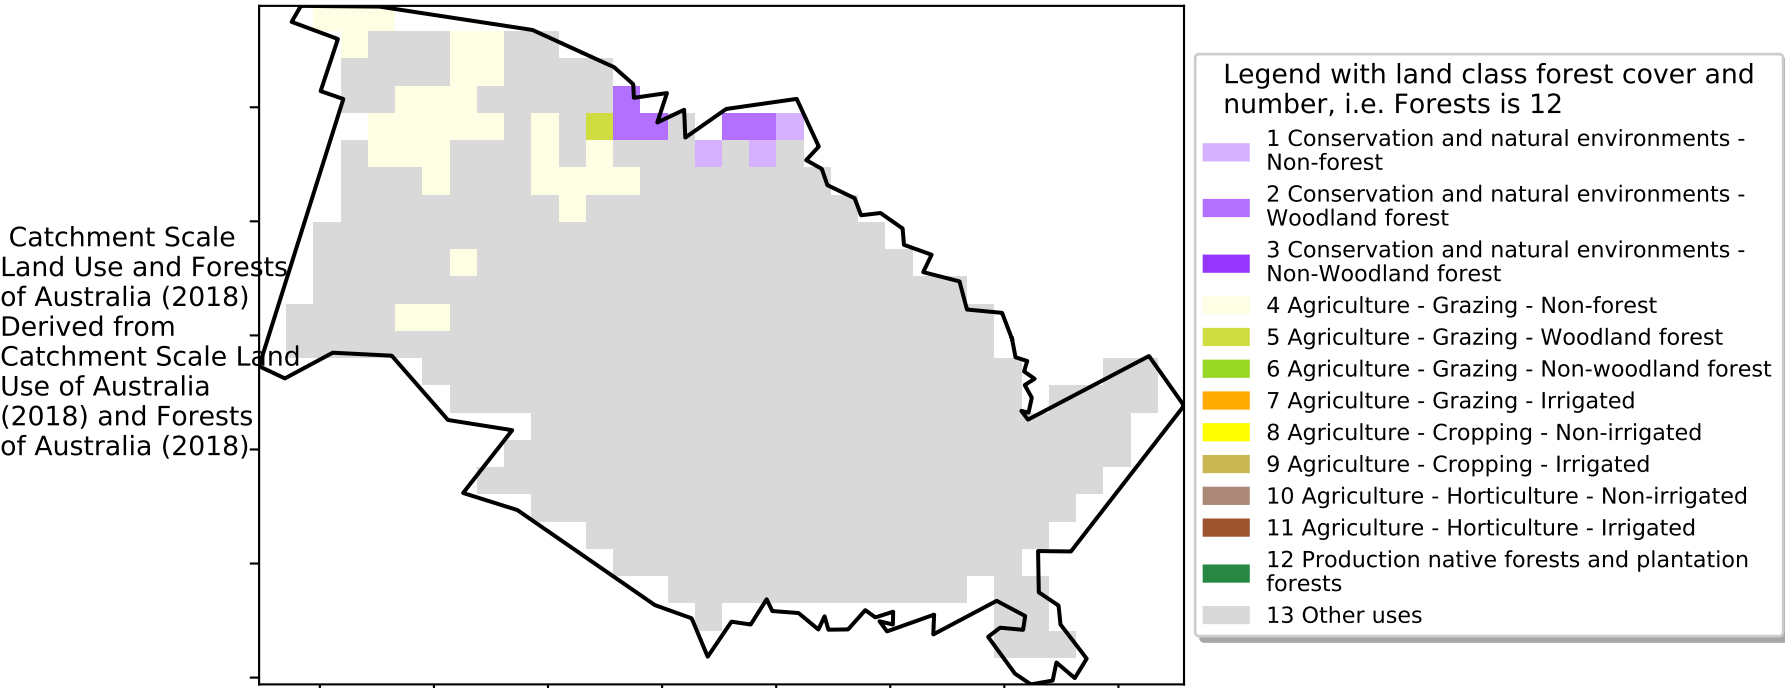 Catchment Scale
Land Use and Forests
of Australia (2018)
Derived from
Catchment Scale Land
Use of Australia
(2018) and Forests
of Australia (2018)
Legend with land class forest cover and
number, i.e. Forests is 12
1 Conservation and natural environments -
Non-forest
2 Conservation and natural environments -
Woodland forest
3 Conservation and natural environments -
Non-Woodland forest
4 Agriculture - Grazing - Non-forest
5 Agriculture - Grazing - Woodland forest
6 Agriculture - Grazing - Non-woodland forest
7 Agriculture - Grazing - Irrigated
8 Agriculture - Cropping - Non-irrigated
9 Agriculture - Cropping - Irrigated
10 Agriculture - Horticulture - Non-irrigated
11 Agriculture - Horticulture - Irrigated
12 Production native forests and plantation
forests
13 Other uses